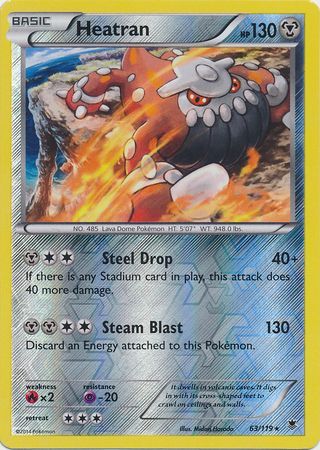 BASIC
Heatran HP 130
NO. 485 Lava Dome Pokémon HT: 5'07" WT: 948.0 lbs.
Steel Drop 40+
If there is any Stadium card in play, this attack does
40 more damage.
Steam Blast 130
Discard an Energy attached to this Pokémon.
weakness resistance
×2 -20
retreat
It dwells in volcanic caves. It digs
in with its cross-shaped feet to
crawl on ceilings and walls.
©2014 Pokémon Illus. Hitoshi Ariga 63/119 ★